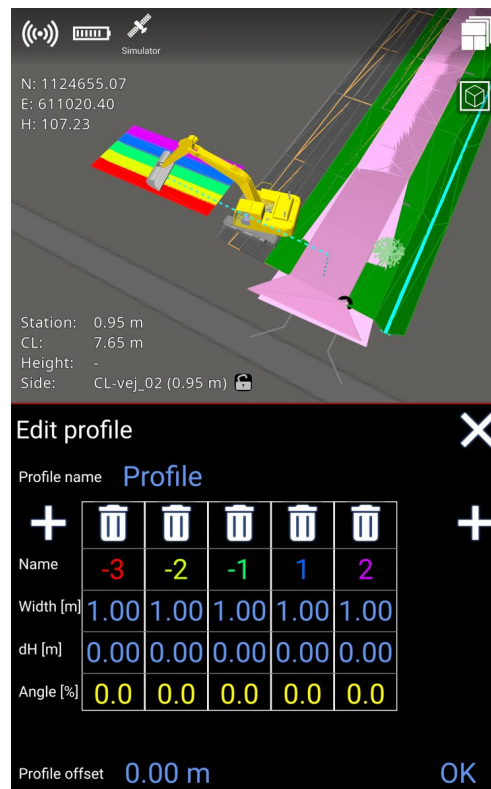 Simulator
N: 1124655.07
E: 611020.40
H: 107.23
Station: 0.95 m
CL: 7.65 m
Height: -
Side: CL-vej_02 (0.95 m)
Edit profile
Profile name Profile
Name -3 -2 -1 1 2
Width [m] 1.00 1.00 1.00 1.00 1.00
dH [m] 0.00 0.00 0.00 0.00 0.00
Angle [%] 0.0 0.0 0.0 0.0 0.0
Profile offset 0.00 m OK